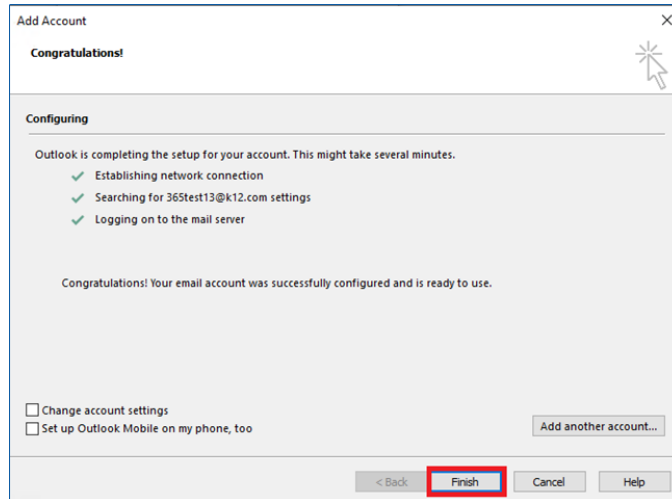 Add Account
Congratulations!
Configuring
Outlook is completing the setup for your account. This might take several minutes.
Establishing network connection
Searching for 365test13@k12.com settings
Logging on to the mail server
Congratulations! Your email account was successfully configured and is ready to use.
Change account settings
Set up Outlook Mobile on my phone, too
Add another account...
< Back Finish Cancel Help